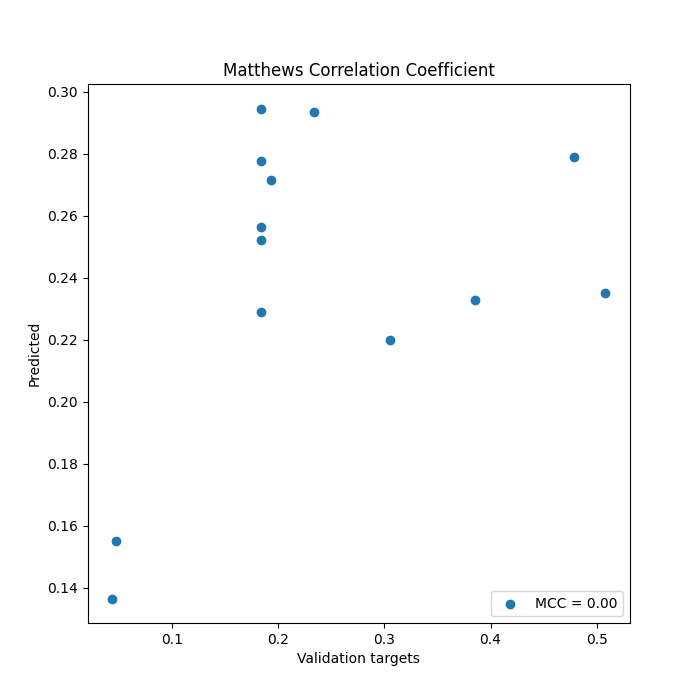 Matthews Correlation Coefficient
0.30
0.28
0.26
0.24
0.22
0.20
0.18
0.16
0.14
Predicted
MCC = 0.00
0.1 0.2 0.3 0.4 0.5
Validation targets